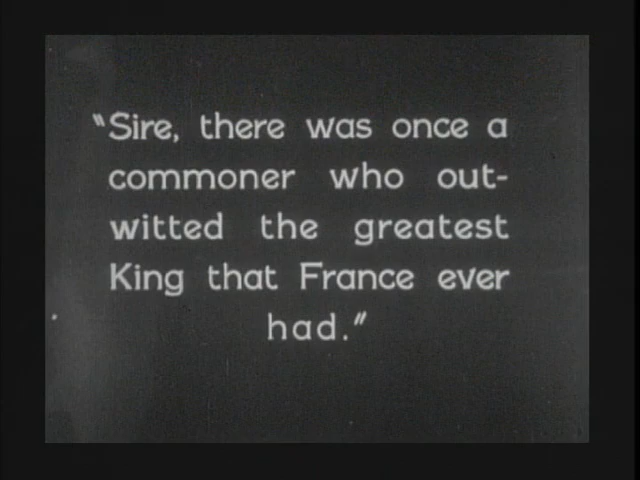 "Sire, there was once a
commoner who out-
witted the greatest
King that France ever
had."